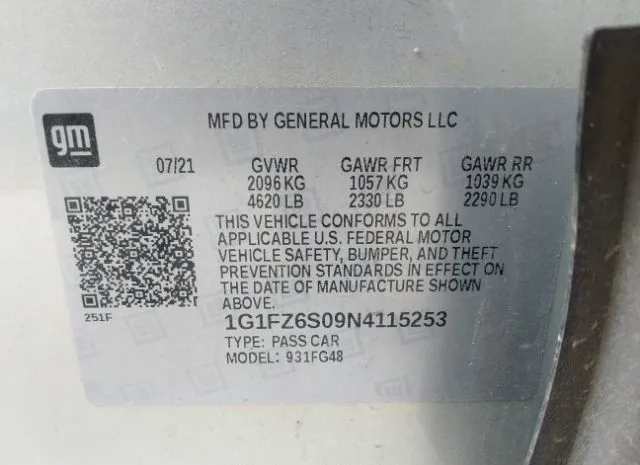 gm
MFD BY GENERAL MOTORS LLC
07/21 GVWR GAWR FRT GAWR RR
2096 KG 1057 KG 1039 KG
4620 LB 2330 LB 2290 LB
THIS VEHICLE CONFORMS TO ALL
APPLICABLE U.S. FEDERAL MOTOR
VEHICLE SAFETY, BUMPER, AND THEFT
PREVENTION STANDARDS IN EFFECT ON
THE DATE OF MANUFACTURE SHOWN
ABOVE.
251F
1G1FZ6S09N4115253
TYPE: PASS CAR
MODEL: 931FG48